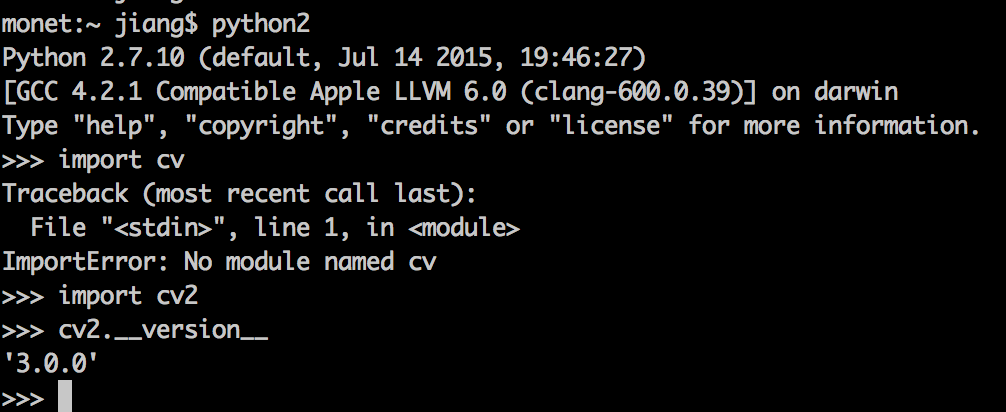 monet:~ jiang$ python2
Python 2.7.10 (default, Jul 14 2015, 19:46:27)
[GCC 4.2.1 Compatible Apple LLVM 6.0 (clang-600.0.39)] on darwin
Type "help", "copyright", "credits" or "license" for more information.
>>> import cv
Traceback (most recent call last):
  File "<stdin>", line 1, in <module>
ImportError: No module named cv
>>> import cv2
>>> cv2.__version__
'3.0.0'
>>>